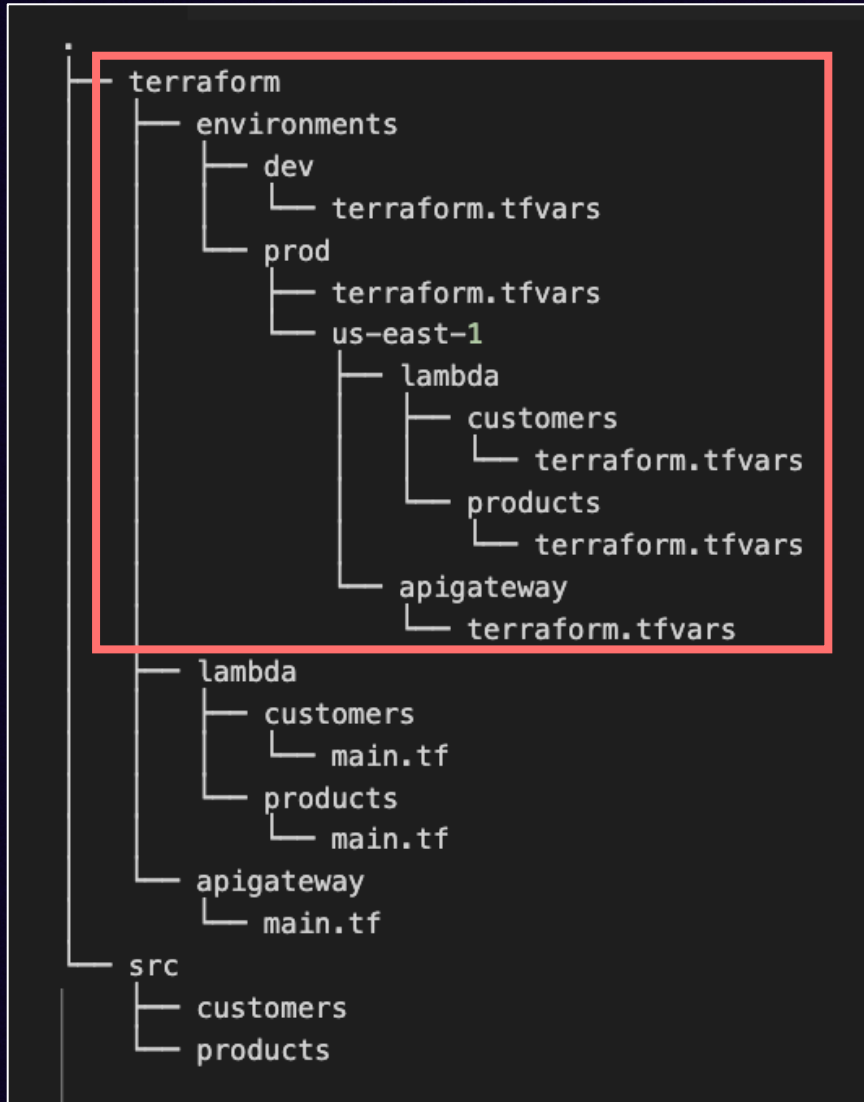 .
├── terraform
│   ├── environments
│   │   ├── dev
│   │   │   └── terraform.tfvars
│   │   └── prod
│   │       ├── terraform.tfvars
│   │       └── us-east-1
│   │           ├── lambda
│   │           │   ├── customers
│   │           │   │   └── terraform.tfvars
│   │           │   └── products
│   │           │       └── terraform.tfvars
│   │           └── apigateway
│   │               └── terraform.tfvars
│   ├── lambda
│   │   ├── customers
│   │   │   └── main.tf
│   │   └── products
│   │       └── main.tf
│   └── apigateway
│       └── main.tf
└── src
    ├── customers
    └── products